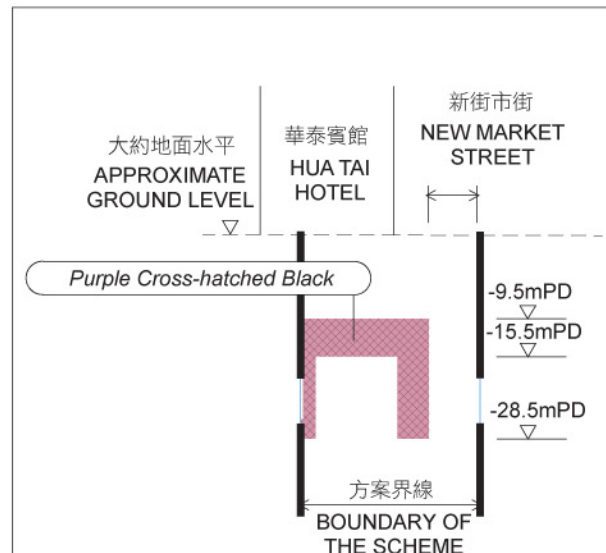 新街市街
NEW MARKET
STREET
華泰賓館
HUA TAI
HOTEL
大約地面水平
APPROXIMATE
GROUND LEVEL
Purple Cross-hatched Black
-9.5mPD
-15.5mPD
-28.5mPD
方案界線
BOUNDARY OF
THE SCHEME